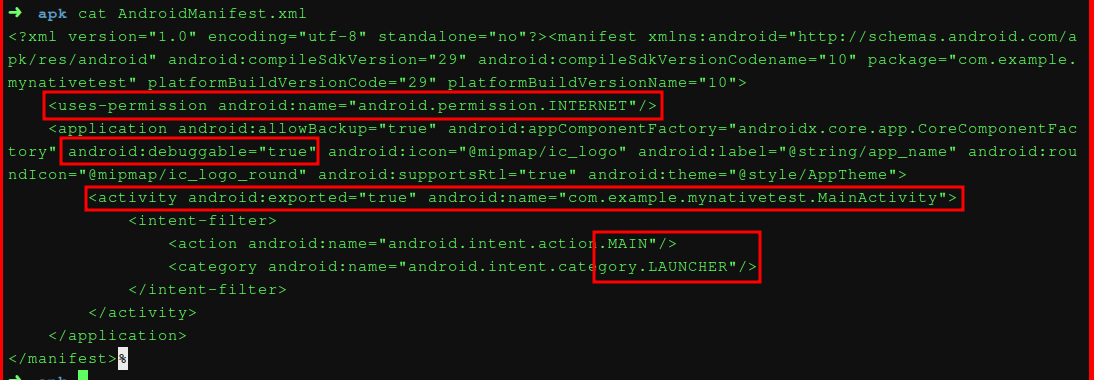 ➜  apk cat AndroidManifest.xml
<?xml version="1.0" encoding="utf-8" standalone="no"?><manifest xmlns:android="http://schemas.android.com/a
pk/res/android" android:compileSdkVersion="29" android:compileSdkVersionCodename="10" package="com.example.
mynativetest" platformBuildVersionCode="29" platformBuildVersionName="10">
    <uses-permission android:name="android.permission.INTERNET"/>
    <application android:allowBackup="true" android:appComponentFactory="androidx.core.app.CoreComponentFac
tory" android:debuggable="true" android:icon="@mipmap/ic_logo" android:label="@string/app_name" android:rou
ndIcon="@mipmap/ic_logo_round" android:supportsRtl="true" android:theme="@style/AppTheme">
        <activity android:exported="true" android:name="com.example.mynativetest.MainActivity">
            <intent-filter>
                <action android:name="android.intent.action.MAIN"/>
                <category android:name="android.intent.category.LAUNCHER"/>
            </intent-filter>
        </activity>
    </application>
</manifest>%
➜  apk